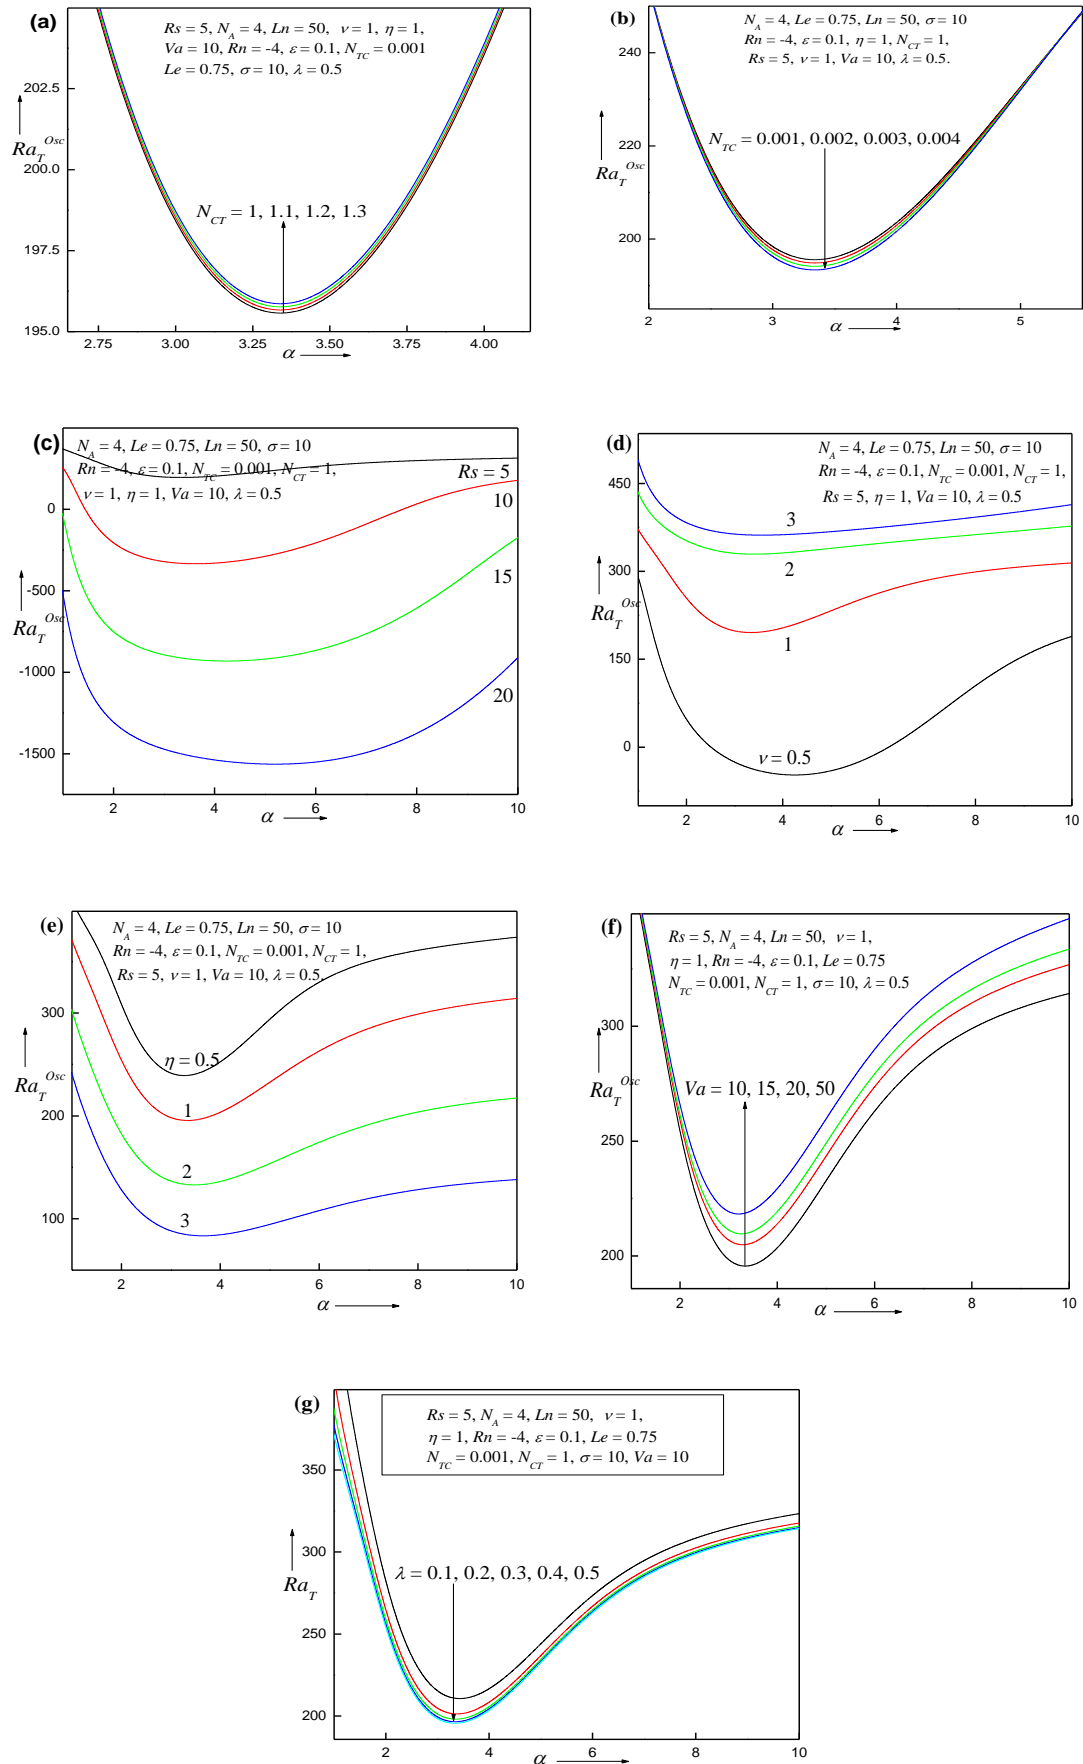 (a)
Rs = 5, N_A = 4, Ln = 50, ν = 1, η = 1,
Va = 10, Rn = -4, ε = 0.1, N_TC = 0.001
Le = 0.75, σ = 10, λ = 0.5
202.5
Ra_T^Osc
200.0
N_CT = 1, 1.1, 1.2, 1.3
197.5
195.0
2.75 3.00 3.25 3.50 3.75 4.00
α
(b)
N_A = 4, Le = 0.75, Ln = 50, σ = 10
Rn = -4, ε = 0.1, η = 1, N_CT = 1,
Rs = 5, ν = 1, Va = 10, λ = 0.5.
240
220
N_TC = 0.001, 0.002, 0.003, 0.004
Ra_T^Osc
200
2 3 4 5
α
(c)
N_A = 4, Le = 0.75, Ln = 50, σ = 10
Rn = -4, ε = 0.1, N_TC = 0.001, N_CT = 1,
ν = 1, η = 1, Va = 10, λ = 0.5
Rs = 5
10
15
20
0
-500
Ra_T^Osc
-1000
-1500
2 4 6 8 10
α
(d)
N_A = 4, Le = 0.75, Ln = 50, σ = 10
Rn = -4, ε = 0.1, N_TC = 0.001, N_CT = 1,
Rs = 5, η = 1, Va = 10, λ = 0.5
450
3
2
300
Ra_T^Osc
1
150
ν = 0.5
0
2 4 6 8 10
α
(e)
N_A = 4, Le = 0.75, Ln = 50, σ = 10
Rn = -4, ε = 0.1, N_TC = 0.001, N_CT = 1,
Rs = 5, ν = 1, Va = 10, λ = 0.5.
300
η = 0.5
Ra_T^Osc
1
200
2
3
100
2 4 6 8 10
α
(f)
Rs = 5, N_A = 4, Ln = 50, ν = 1,
η = 1, Rn = -4, ε = 0.1, Le = 0.75
N_TC = 0.001, N_CT = 1, σ = 10, λ = 0.5
300
Ra_T^Osc
Va = 10, 15, 20, 50
250
200
2 4 6 8 10
α
(g)
Rs = 5, N_A = 4, Ln = 50, ν = 1,
η = 1, Rn = -4, ε = 0.1, Le = 0.75
N_TC = 0.001, N_CT = 1, σ = 10, Va = 10
350
300
Ra_T
λ = 0.1, 0.2, 0.3, 0.4, 0.5
250
200
2 4 6 8 10
α